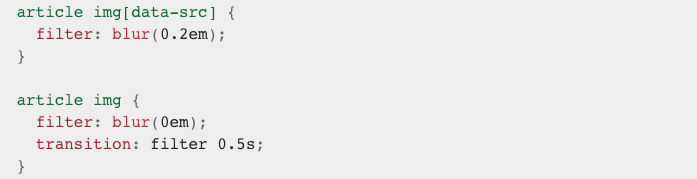 article img[data-src] {
  filter: blur(0.2em);
}

article img {
  filter: blur(0em);
  transition: filter 0.5s;
}